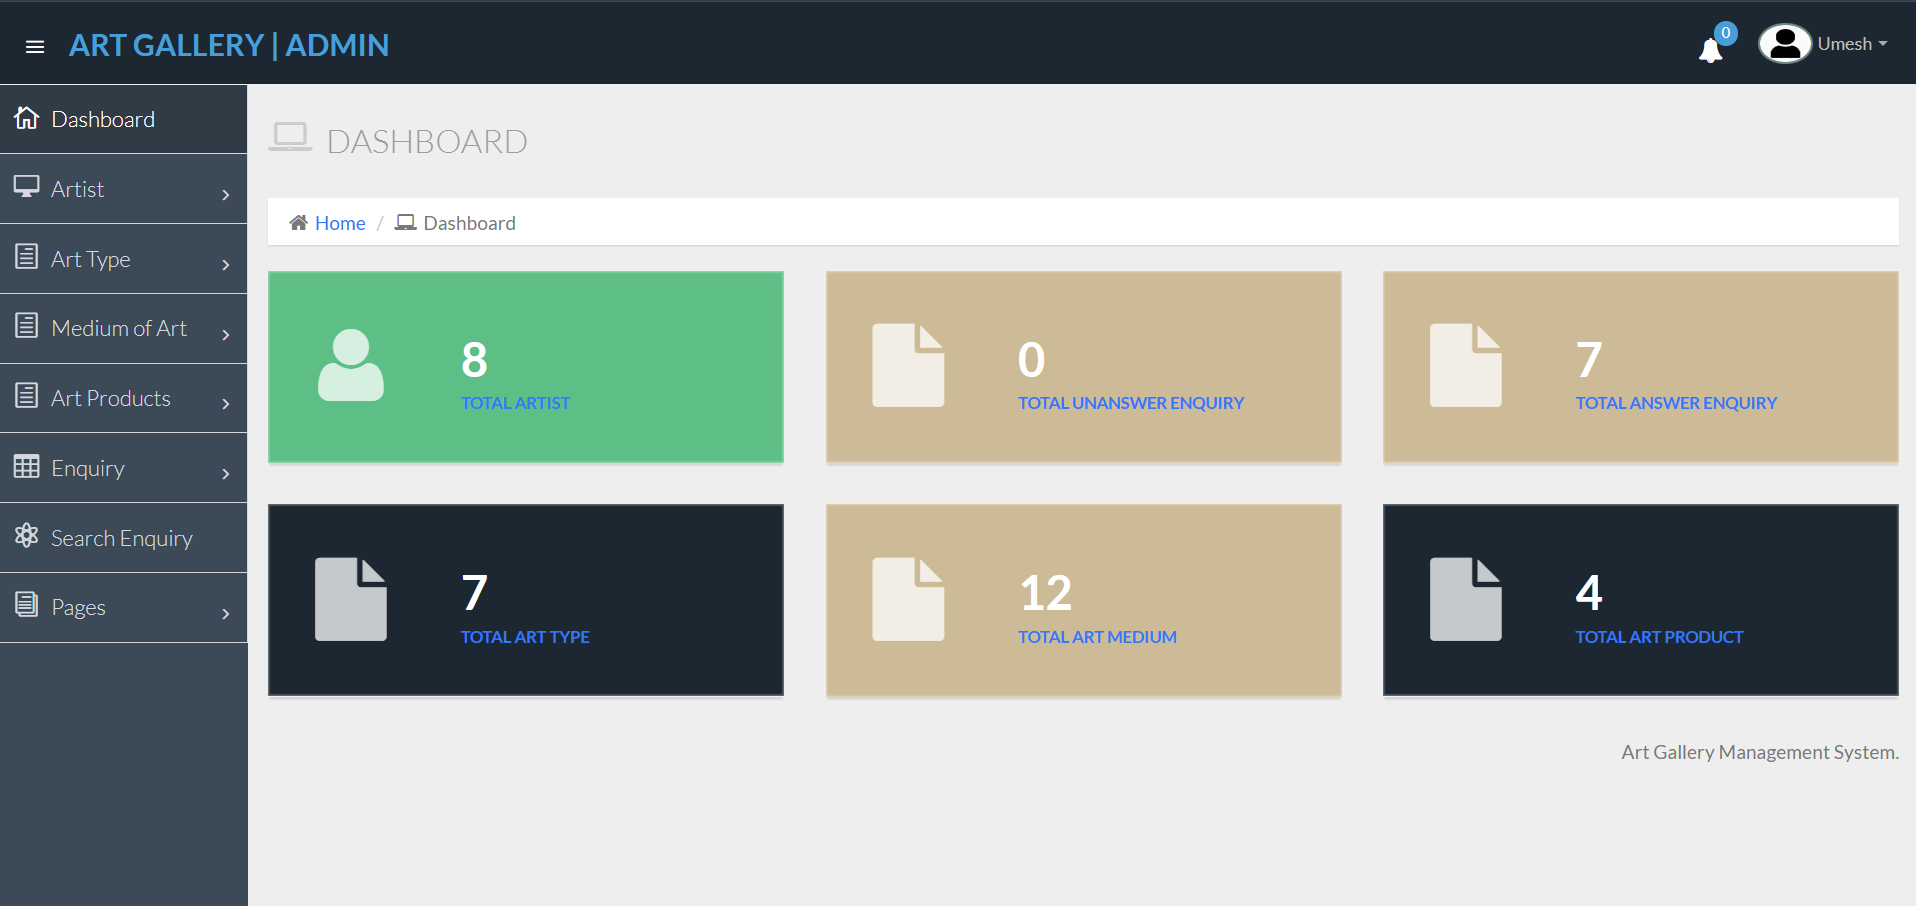 ART GALLERY | ADMIN
0
Umesh
Dashboard
Artist
Art Type
Medium of Art
Art Products
Enquiry
Search Enquiry
Pages
DASHBOARD
Home / Dashboard
8
TOTAL ARTIST
0
TOTAL UNANSWER ENQUIRY
7
TOTAL ANSWER ENQUIRY
7
TOTAL ART TYPE
12
TOTAL ART MEDIUM
4
TOTAL ART PRODUCT
Art Gallery Management System.